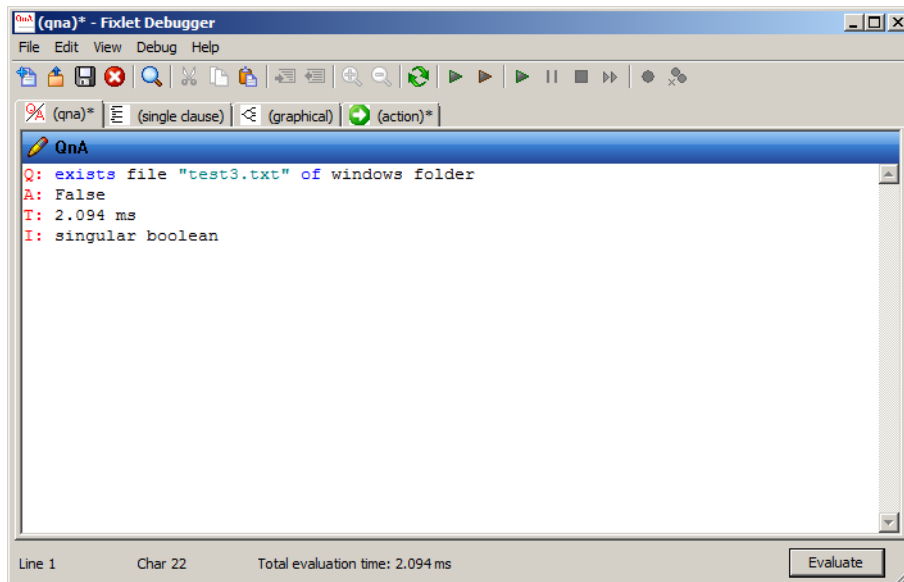 QnA (qna)* - Fixlet Debugger
File Edit View Debug Help
QA (qna)* (single clause) (graphical) (action)*
QnA
Q: exists file "test3.txt" of windows folder
A: False
T: 2.094 ms
I: singular boolean
Line 1 Char 22 Total evaluation time: 2.094 ms Evaluate